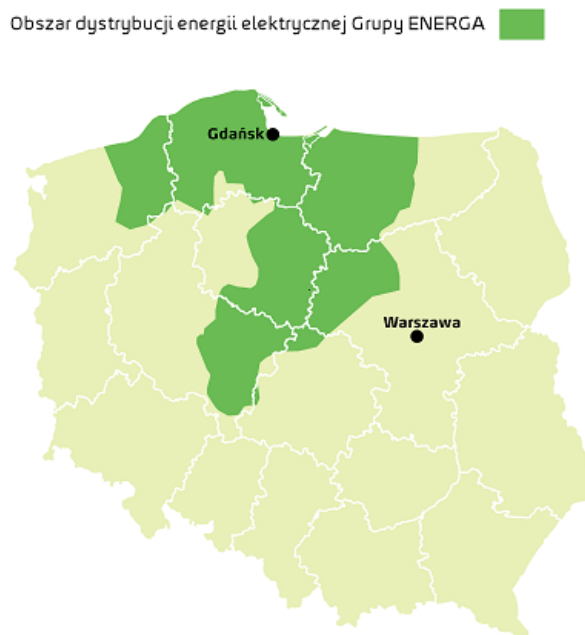 Obszar dystrybucji energii elektrycznej Grupy ENERGA
Gdańsk
Warszawa